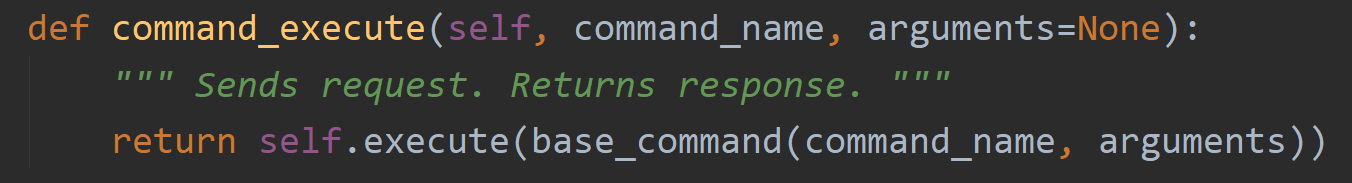 def command_execute(self, command_name, arguments=None):
    """ Sends request. Returns response. """
    return self.execute(base_command(command_name, arguments))